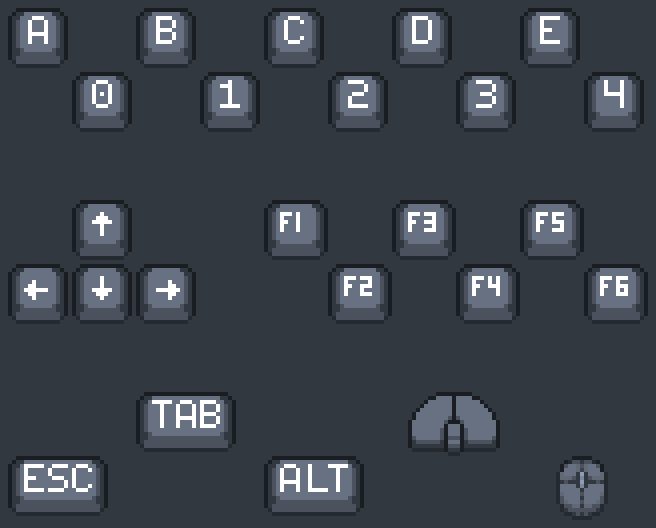 A B C D E
0 1 2 3 4
↑ F1 F3 F5
← ↓ → F2 F4 F6
TAB
ESC ALT